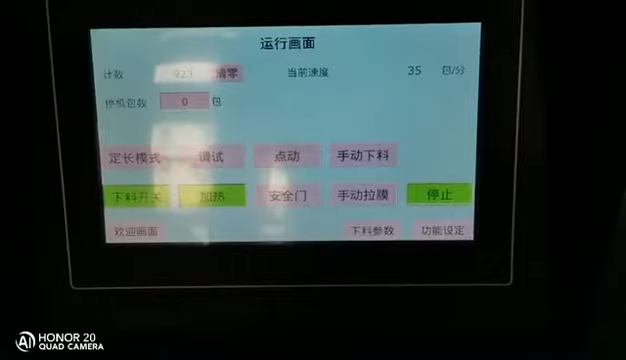 运行画面
计数 923 清零 当前速度 35 包/分
停机包数 0 包
定长模式 调试 点动 手动下料
下料开关 加热 安全门 手动拉膜 停止
欢迎画面 下料参数 功能设定
AI HONOR 20
QUAD CAMERA